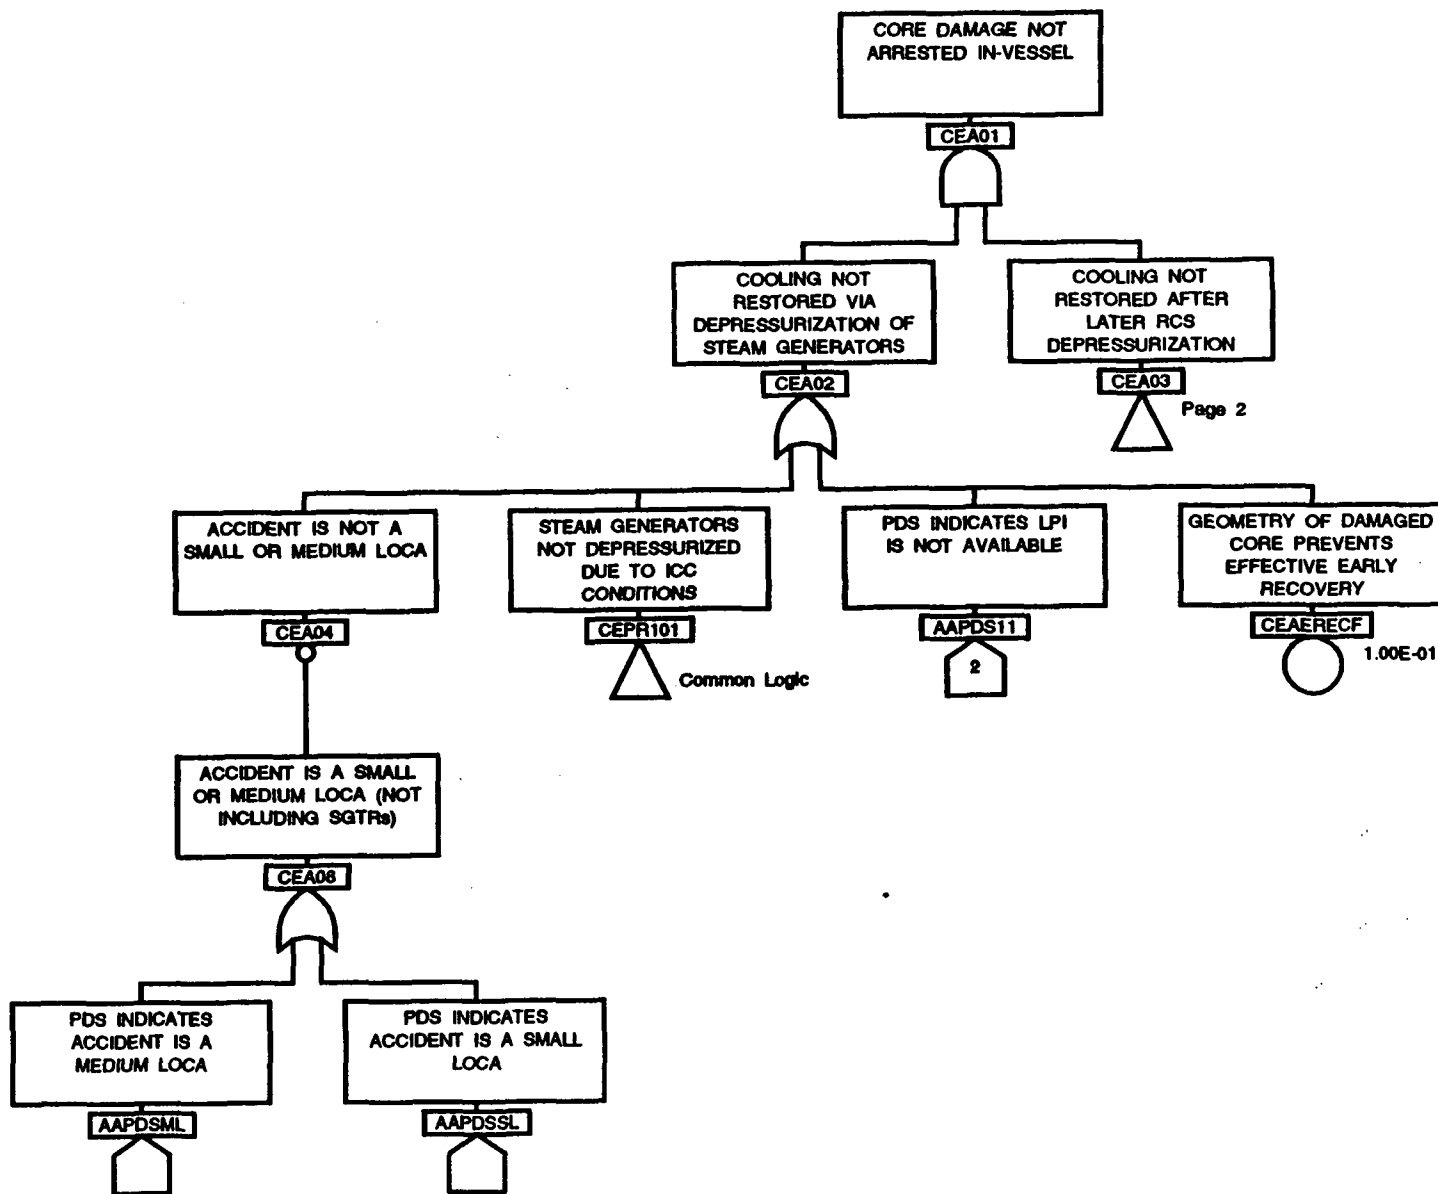 CORE DAMAGE NOT
ARRESTED IN-VESSEL
CEA01
COOLING NOT
RESTORED VIA
DEPRESSURIZATION OF
STEAM GENERATORS
CEA02
COOLING NOT
RESTORED AFTER
LATER RCS
DEPRESSURIZATION
CEA03
Page 2
ACCIDENT IS NOT A
SMALL OR MEDIUM LOCA
CEA04
STEAM GENERATORS
NOT DEPRESSURIZED
DUE TO ICC
CONDITIONS
CEPR101
Common Logic
PDS INDICATES LPI
IS NOT AVAILABLE
AAPDS11
2
GEOMETRY OF DAMAGED
CORE PREVENTS
EFFECTIVE EARLY
RECOVERY
CEAERECF
1.00E-01
ACCIDENT IS A SMALL
OR MEDIUM LOCA (NOT
INCLUDING SGTRs)
CEA06
PDS INDICATES
ACCIDENT IS A
MEDIUM LOCA
AAPDSML
PDS INDICATES
ACCIDENT IS A SMALL
LOCA
AAPDSSL